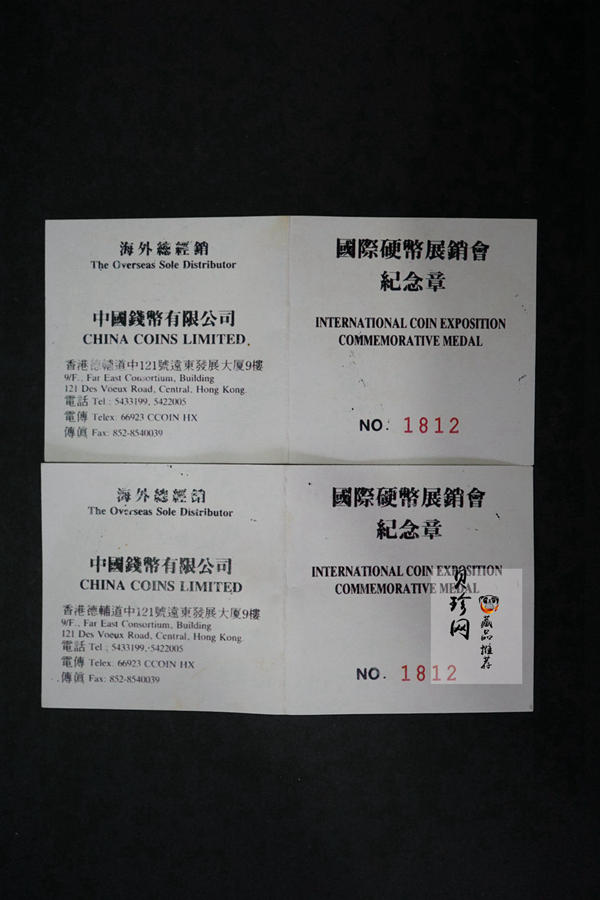 海外總經銷
The Overseas Sole Distributor
中國錢幣有限公司
CHINA COINS LIMITED.
香港德輔道中121號遠東發展大厦9樓
9/F., Far East Consortium, Building
121 Des Voeux Road, Central, Hong Kong.
電話 Tel : 5433199, 5422005
電傳 Telex: 66923 CCOIN HX
傳眞 Fax: 852-8540039
國際硬幣展銷會
紀念章
INTERNATIONAL COIN EXPOSITION
COMMEMORATIVE MEDAL
NO. 1812
海外總經銷
The Overseas Sole Distributor
中國錢幣有限公司
CHINA COINS LIMITED
香港德輔道中121號遠東發展大厦9樓
9/F., Far East Consortium, Building
121 Des Voeux Road, Central, Hong Kong.
電話 Tel : 5433199, 5422005
電傳 Telex: 66923 CCOIN HX
傳眞 Fax: 852-8540039
國際硬幣展銷會
紀念章
INTERNATIONAL COIN EXPOSITION
COMMEMORATIVE MEDAL
NO. 1812
贝珍网
藏品推荐